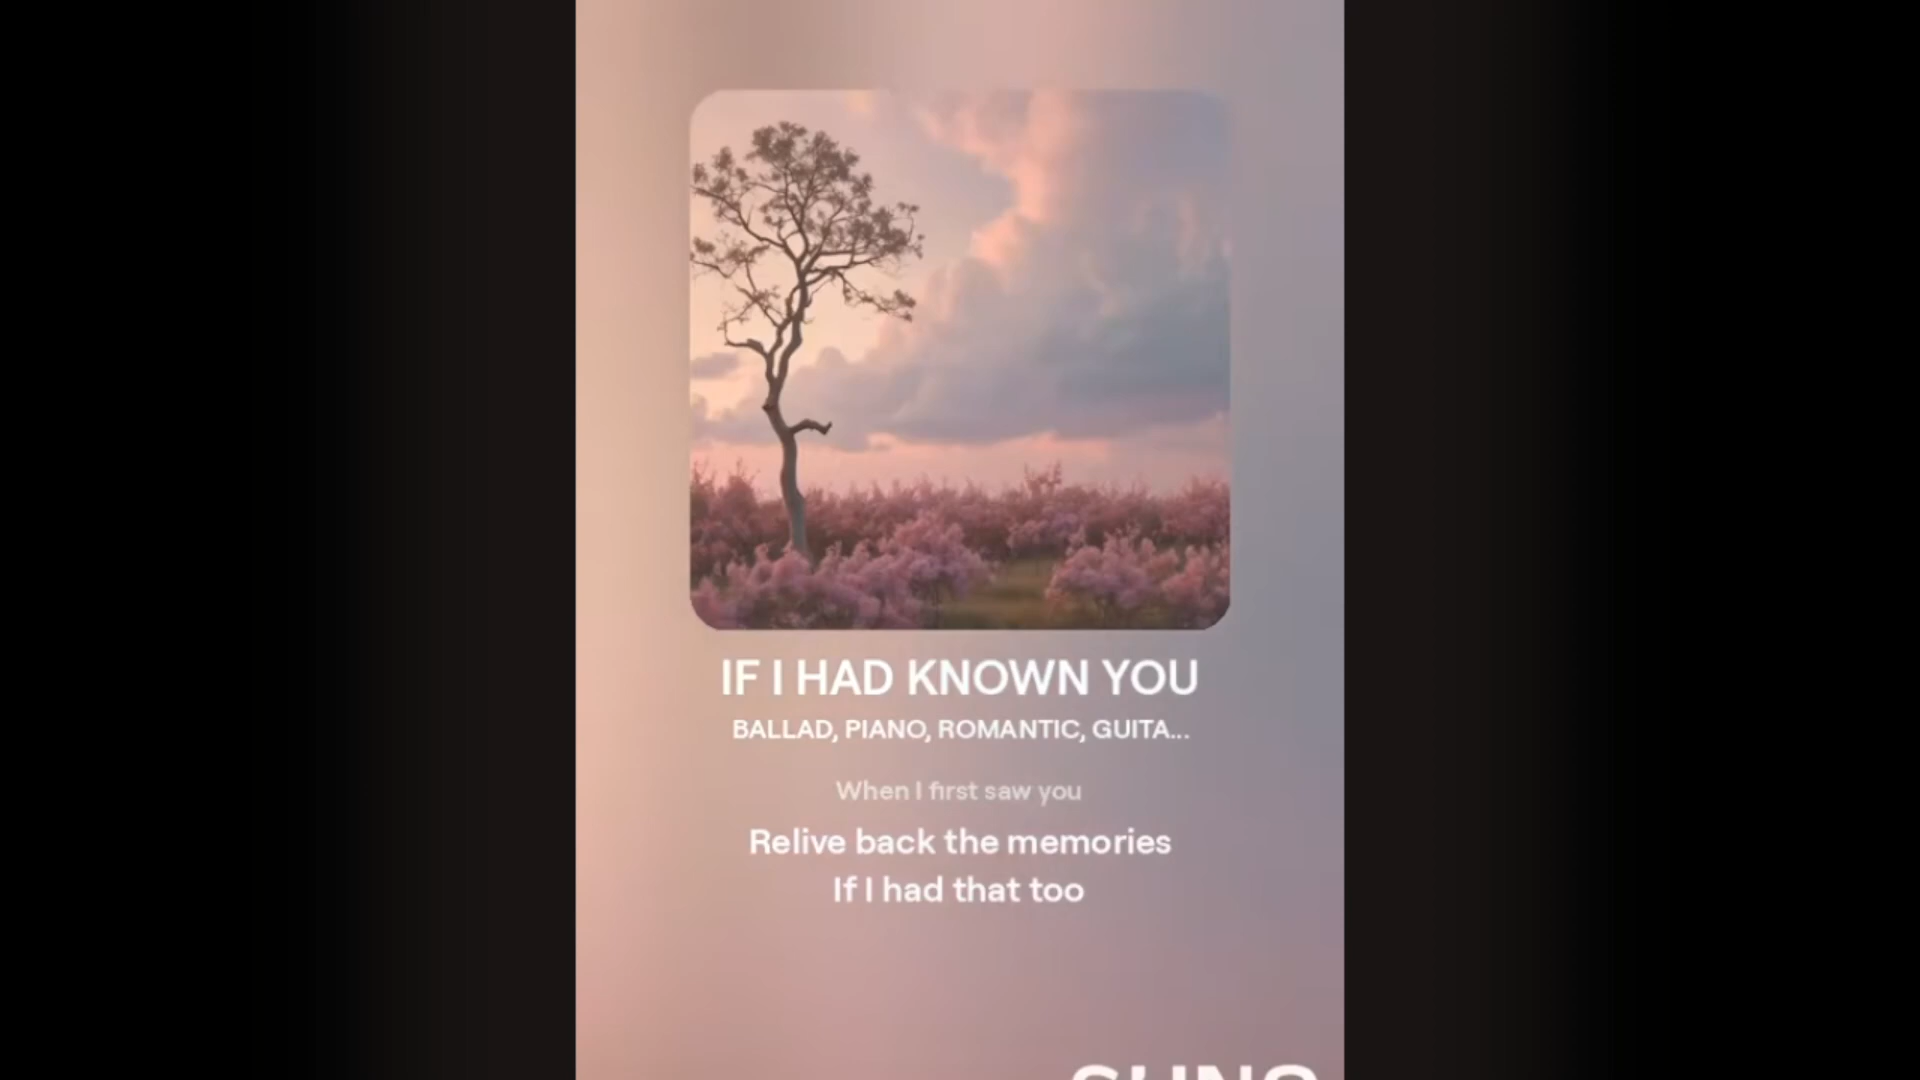 IF I HAD KNOWN YOU
BALLAD, PIANO, ROMANTIC, GUITA...
When I first saw you
Relive back the memories
If I had that too